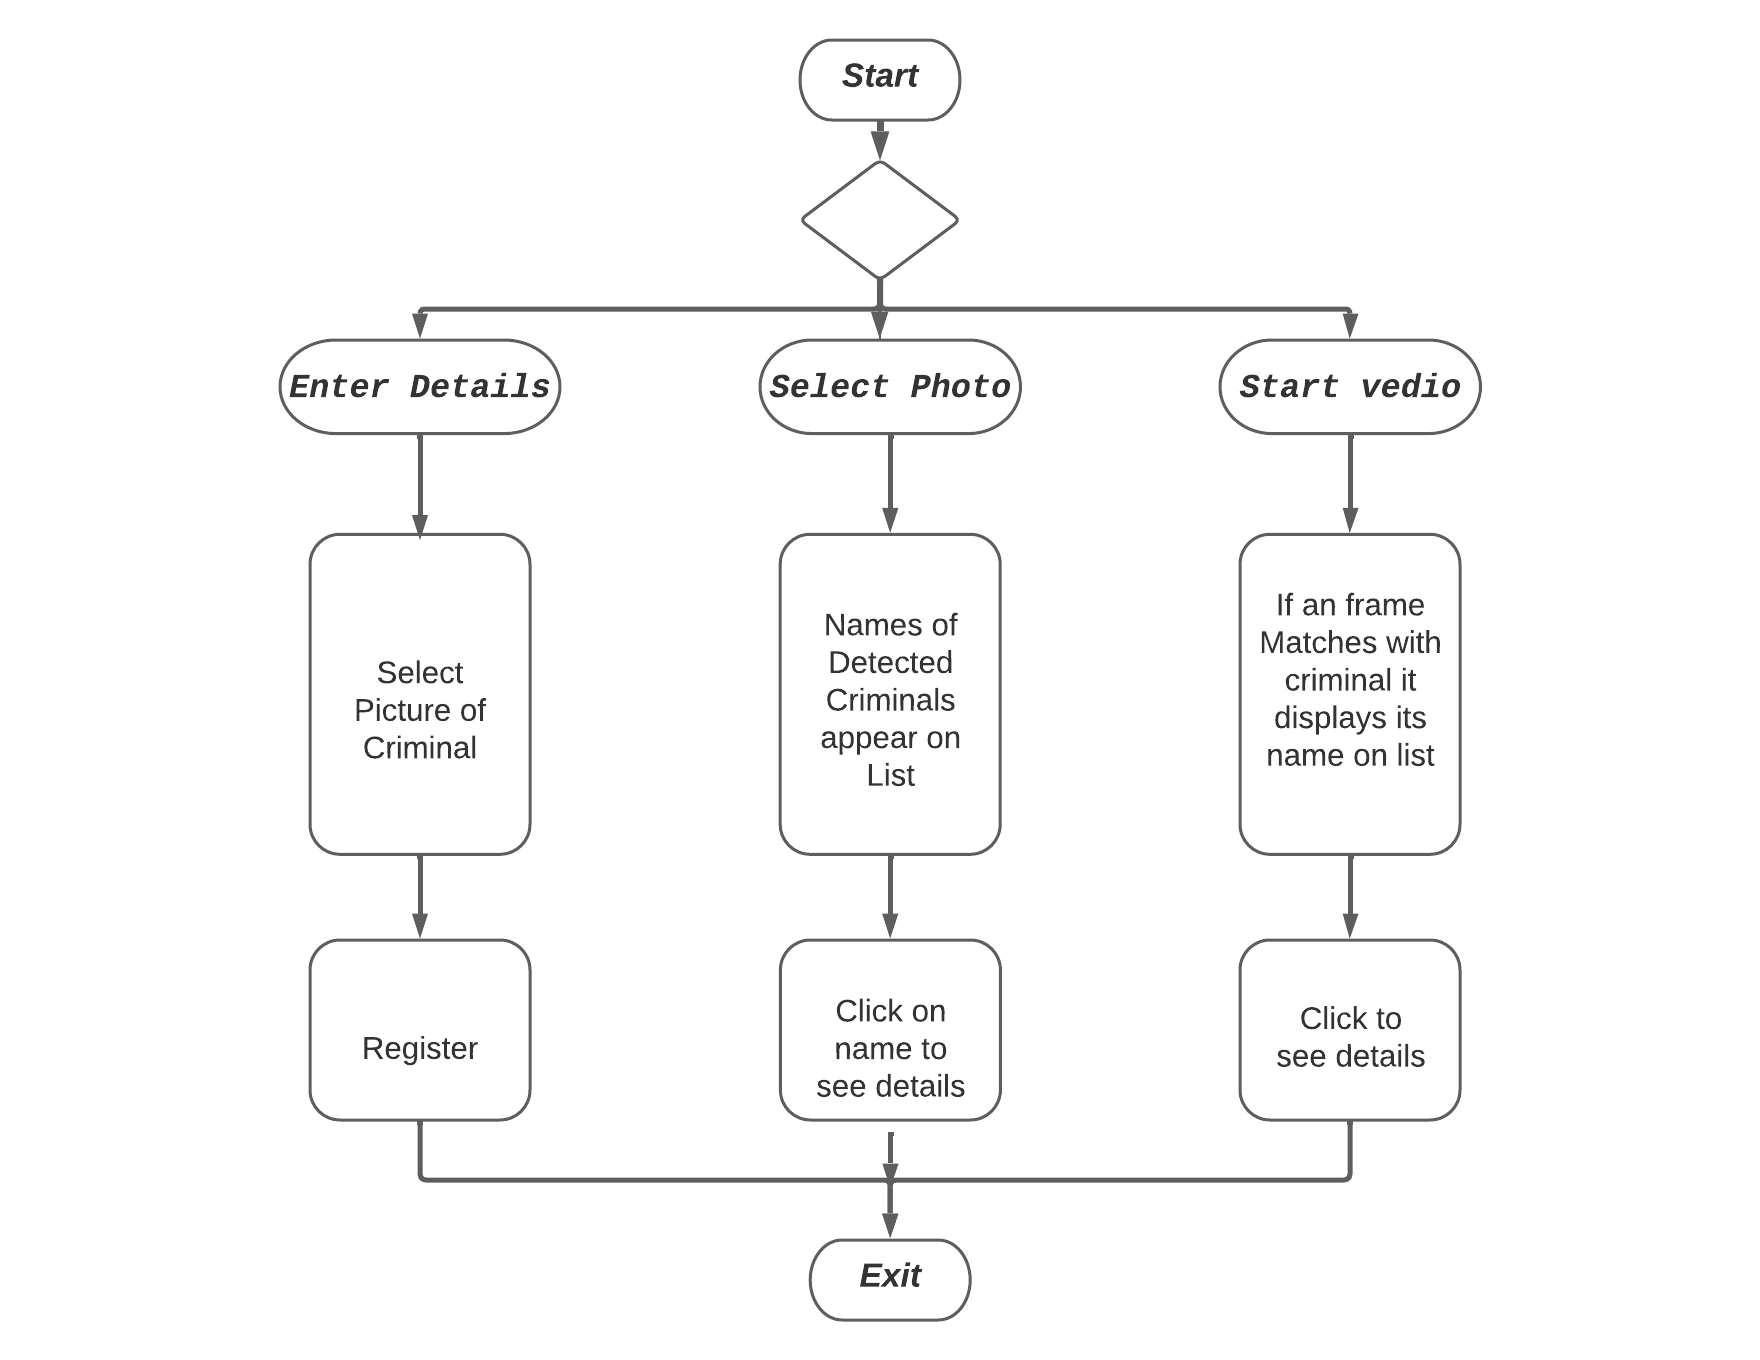 Start
Enter Details
Select Photo
Start vedio
Select
Picture of
Criminal
Names of
Detected
Criminals
appear on
List
If an frame
Matches with
criminal it
displays its
name on list
Register
Click on
name to
see details
Click to
see details
Exit